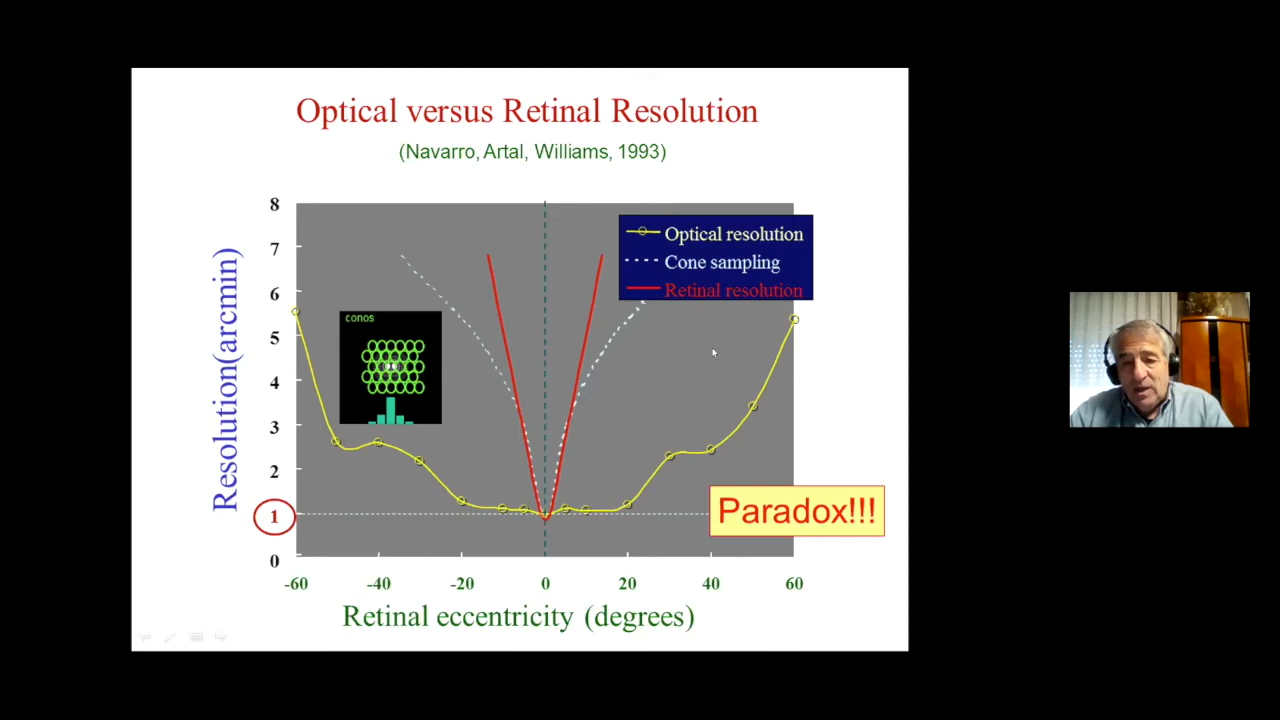 Optical versus Retinal Resolution
(Navarro, Artal, Williams, 1993)
Resolution(arcmin)
8
7
6
5
4
3
2
1
0
conos
Optical resolution
Cone sampling
Retinal resolution
Paradox!!!
-60 -40 -20 0 20 40 60
Retinal eccentricity (degrees)